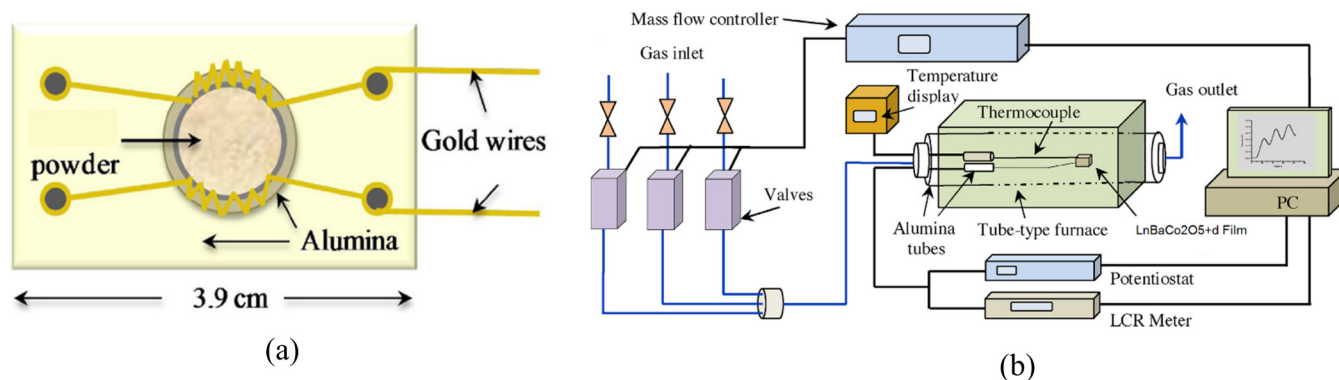 powder
Gold wires
Alumina
3.9 cm
(a)
Mass flow controller
Gas inlet
Temperature
display
Thermocouple
Gas outlet
Valves
Alumina
tubes
Tube-type furnace
LnBaCo2O5+d Film
PC
Potentiostat
LCR Meter
(b)